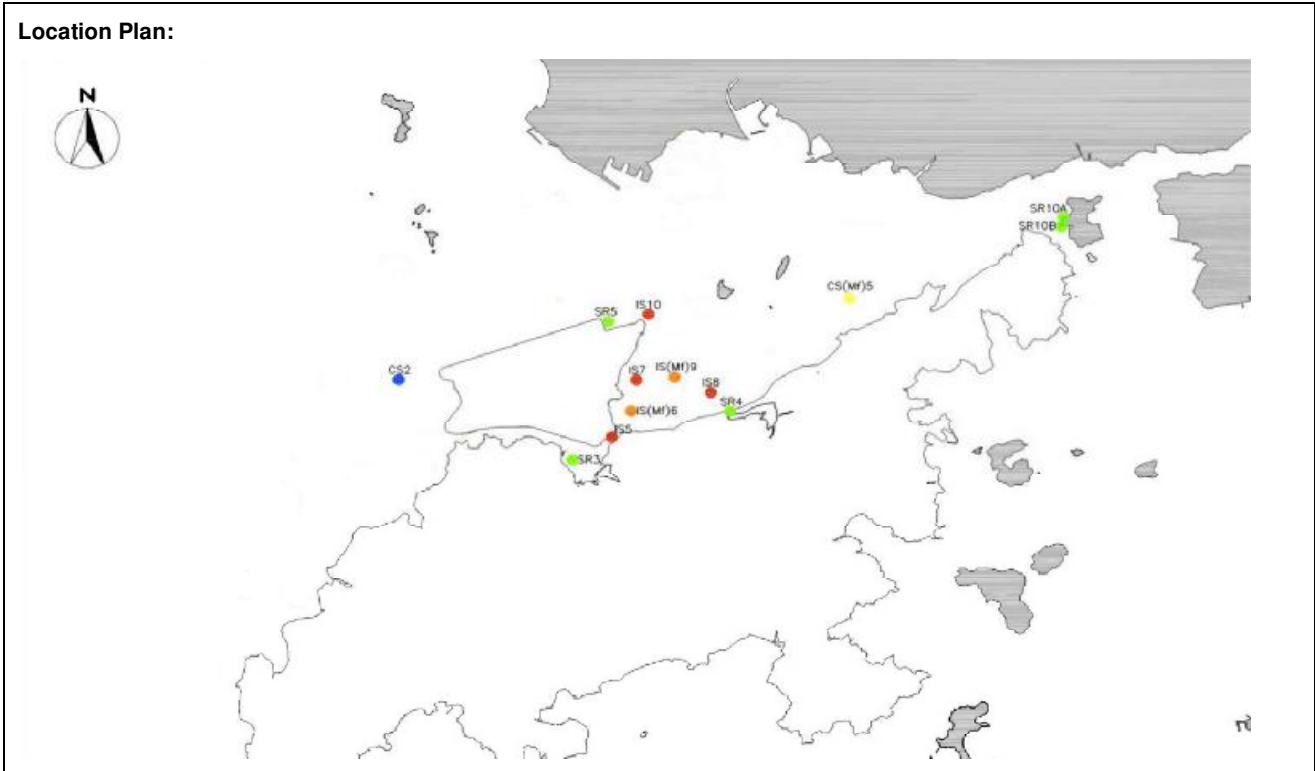 Location Plan:
N
SR10A
SR10B
CS(Mf)5
IS10
SR5
CS2
IS7
IS(Mf)9
IS8
SR4
IS(Mf)6
IS5
SR3